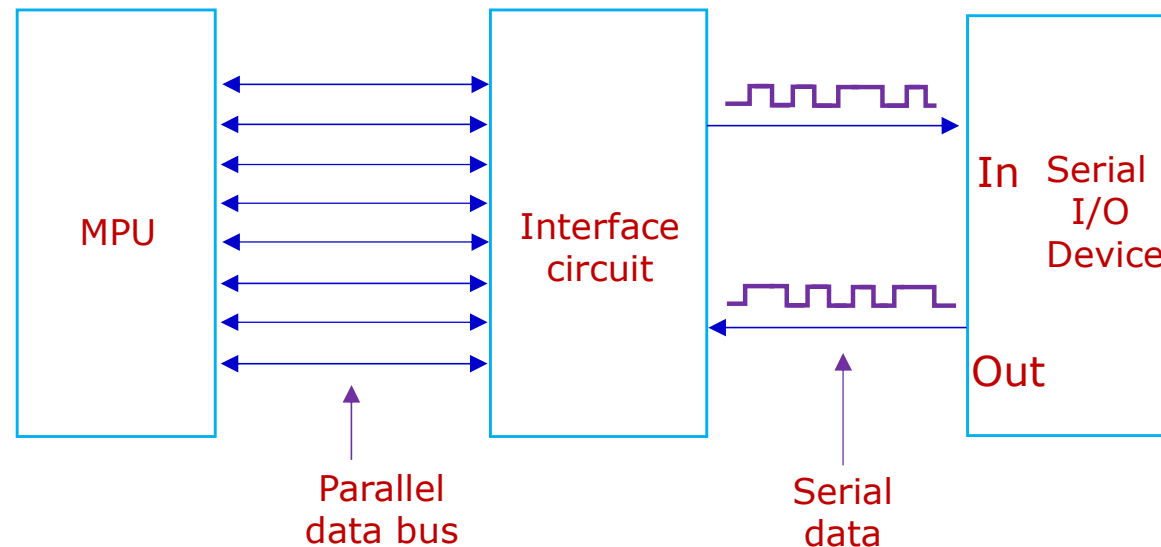 MPU
Interface
circuit
In
Serial
I/O
Device
Out
Parallel
data bus
Serial
data